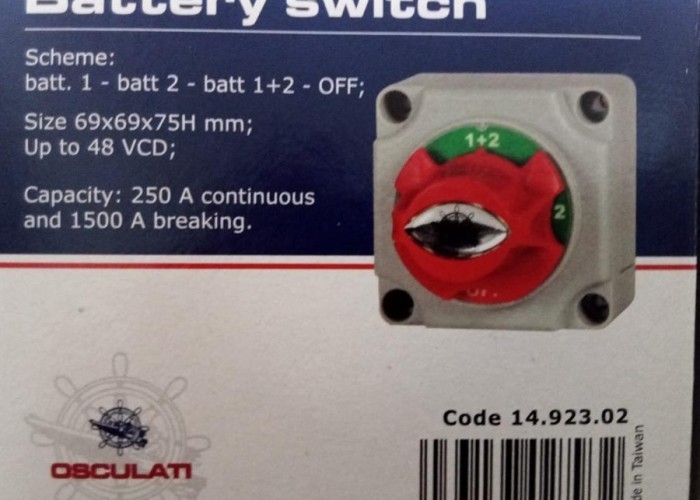 Battery switch
Scheme:
batt. 1 - batt 2 - batt 1+2 - OFF;
Size 69x69x75H mm;
Up to 48 VCD;
Capacity: 250 A continuous
and 1500 A breaking.
1+2
2
Code 14.923.02
OSCULATI
in Taiwan